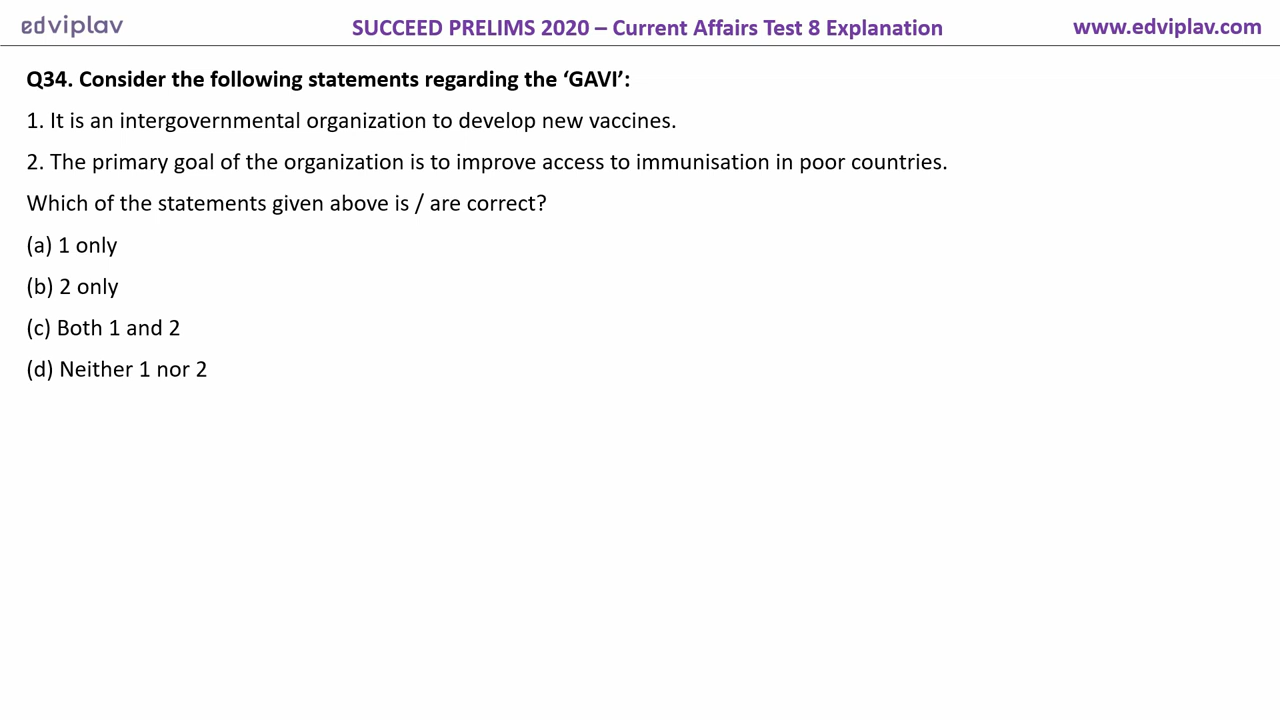 edviplav
SUCCEED PRELIMS 2020 – Current Affairs Test 8 Explanation
www.edviplav.com
Q34. Consider the following statements regarding the ‘GAVI’:
1. It is an intergovernmental organization to develop new vaccines.
2. The primary goal of the organization is to improve access to immunisation in poor countries.
Which of the statements given above is / are correct?
(a) 1 only
(b) 2 only
(c) Both 1 and 2
(d) Neither 1 nor 2